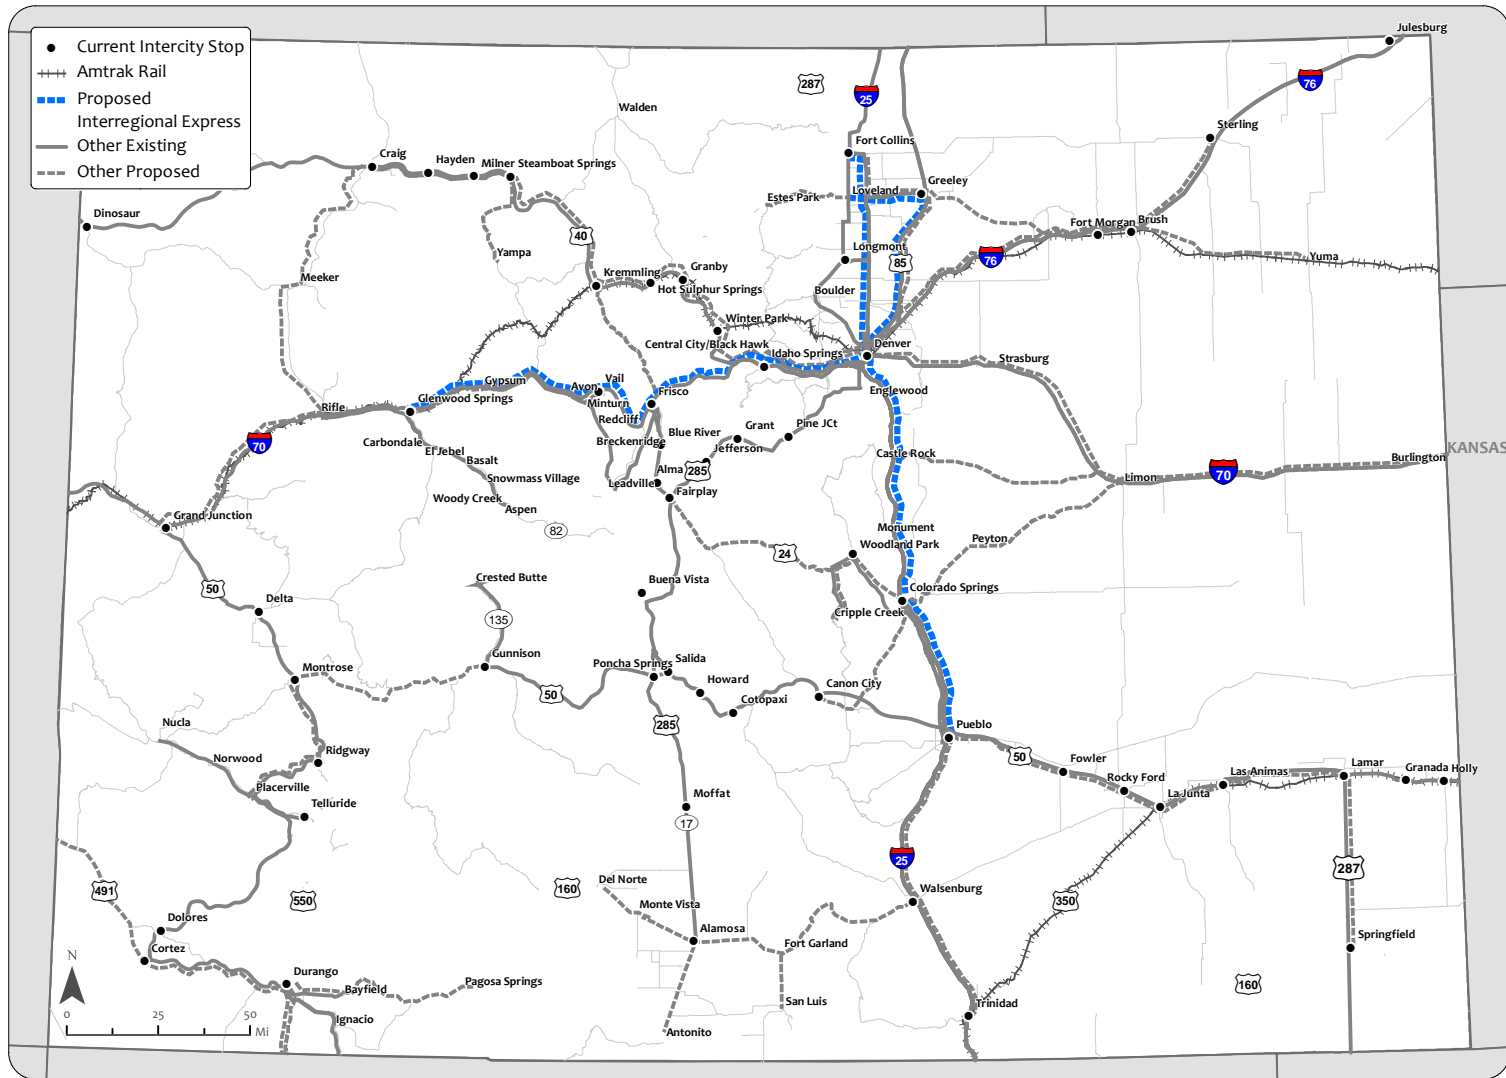 Current Intercity Stop
Amtrak Rail
Proposed
Interregional Express
Other Existing
Other Proposed
Julesburg
76
287
25
Walden
Sterling
Fort Collins
Craig
Hayden
Milner Steamboat Springs
Greeley
Loveland
Estes Park
Dinosaur
Fort Morgan
Brush
40
Longmont
Yampa
85
76
Yuma
Kremmling
Granby
Meeker
Hot Sulphur Springs
Boulder
Winter Park
Central City/Black Hawk
Denver
Idaho Springs
Strasburg
Vail
Gypsum
Avon
Frisco
Englewood
Glenwood Springs
Minturn
Rifle
Redcliff
Grant
Pine JCt
Blue River
70
Carbondale
Breckenridge
Jefferson
El Jebel
Castle Rock
KANSAS
Basalt
Burlington
Alma
285
70
Snowmass Village
Leadville
Limon
Fairplay
Woody Creek
Aspen
Grand Junction
82
Monument
Peyton
Woodland Park
24
Crested Butte
Buena Vista
50
Colorado Springs
Delta
Cripple Creek
135
Gunnison
Salida
Poncha Springs
Montrose
Howard
Canon City
50
Cotopaxi
Nucla
285
Pueblo
Ridgway
Norwood
50
Fowler
Lamar
Las Animas
Granada
Holly
Rocky Ford
Placerville
La Junta
Telluride
Moffat
17
25
287
Del Norte
160
Walsenburg
491
550
350
Monte Vista
Dolores
Alamosa
Springfield
Fort Garland
Cortez
N
Durango
Pagosa Springs
160
Bayfield
San Luis
Trinidad
Ignacio
0 25 50
Mi
Antonito